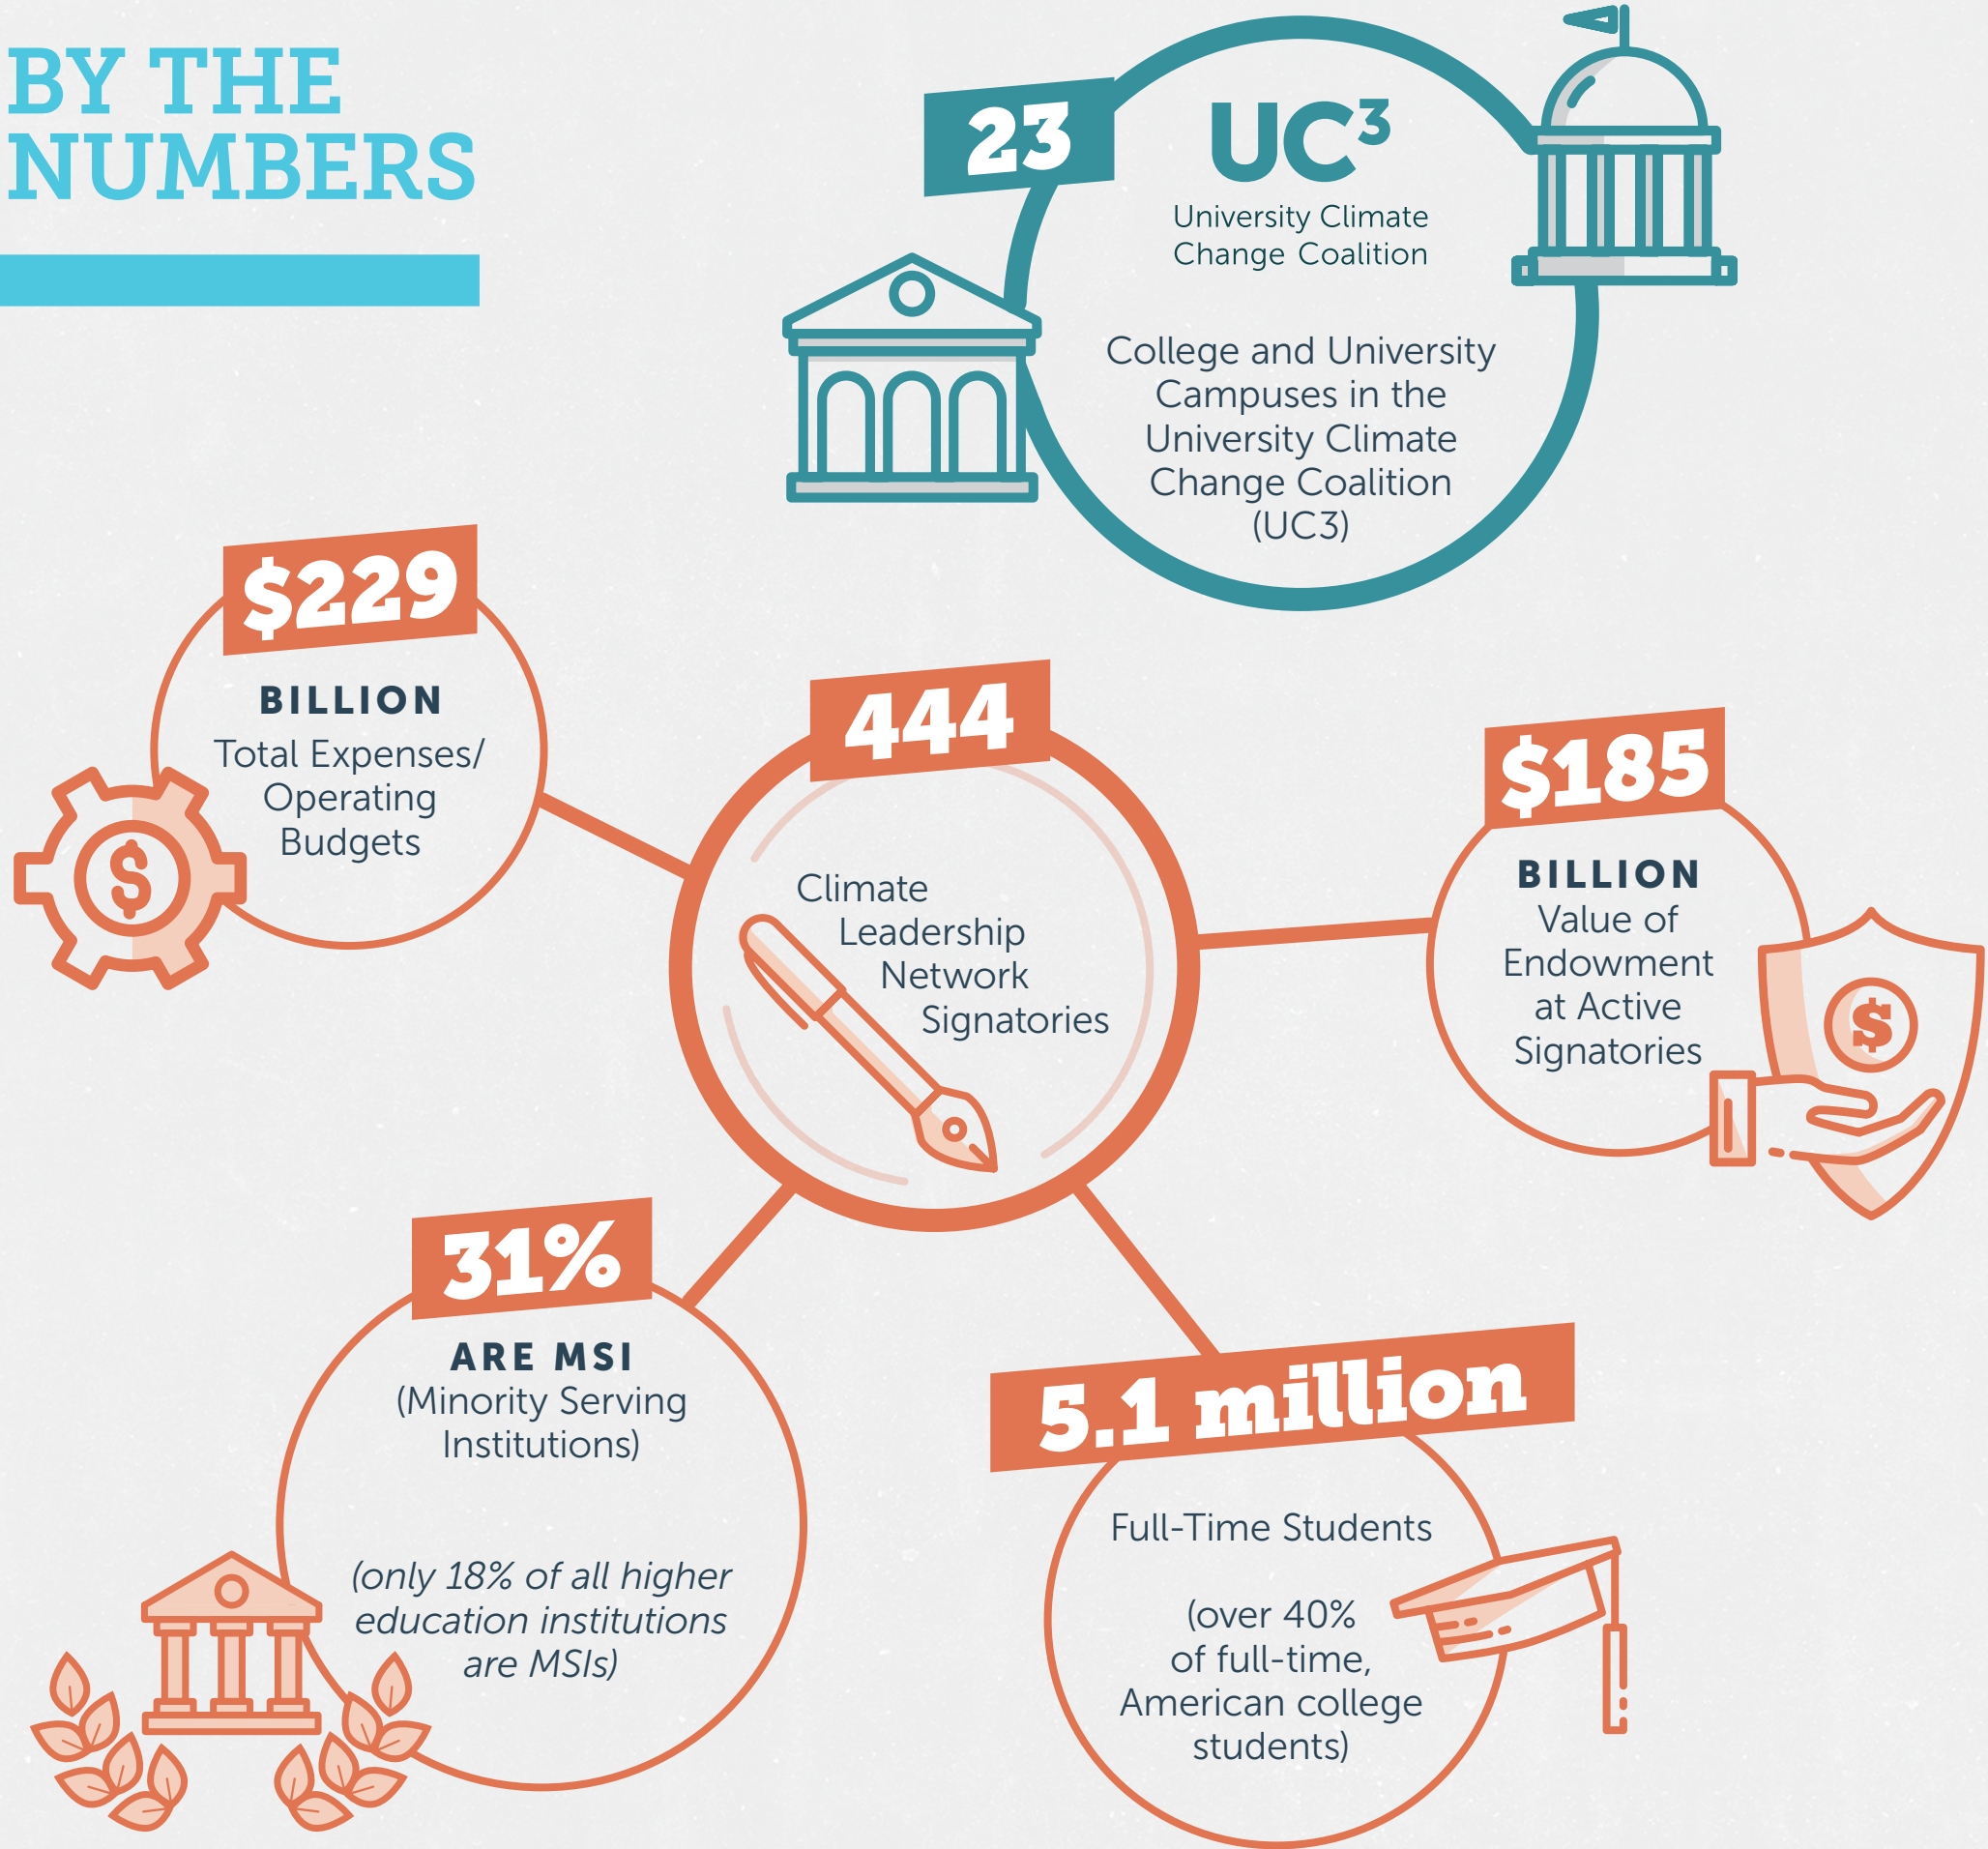 BY THE
NUMBERS
23
UC³
University Climate
Change Coalition
College and University
Campuses in the
University Climate
Change Coalition
(UC3)
$229
BILLION
Total Expenses/
Operating
Budgets
$
444
Climate
Leadership
Network
Signatories
$185
BILLION
Value of
Endowment
at Active
Signatories
$
31%
ARE MSI
(Minority Serving
Institutions)
(only 18% of all higher
education institutions
are MSIs)
5.1 million
Full-Time Students
(over 40%
of full-time,
American college
students)